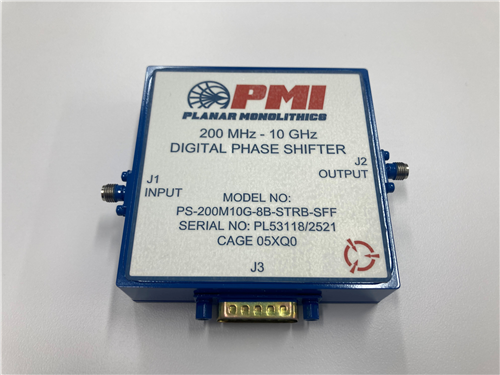 PMI
PLANAR MONOLITHICS
200 MHz - 10 GHz
DIGITAL PHASE SHIFTER
J2
OUTPUT
J1
INPUT
MODEL NO:
PS-200M10G-8B-STRB-SFF
SERIAL NO: PL53118/2521
CAGE 05XQ0
J3